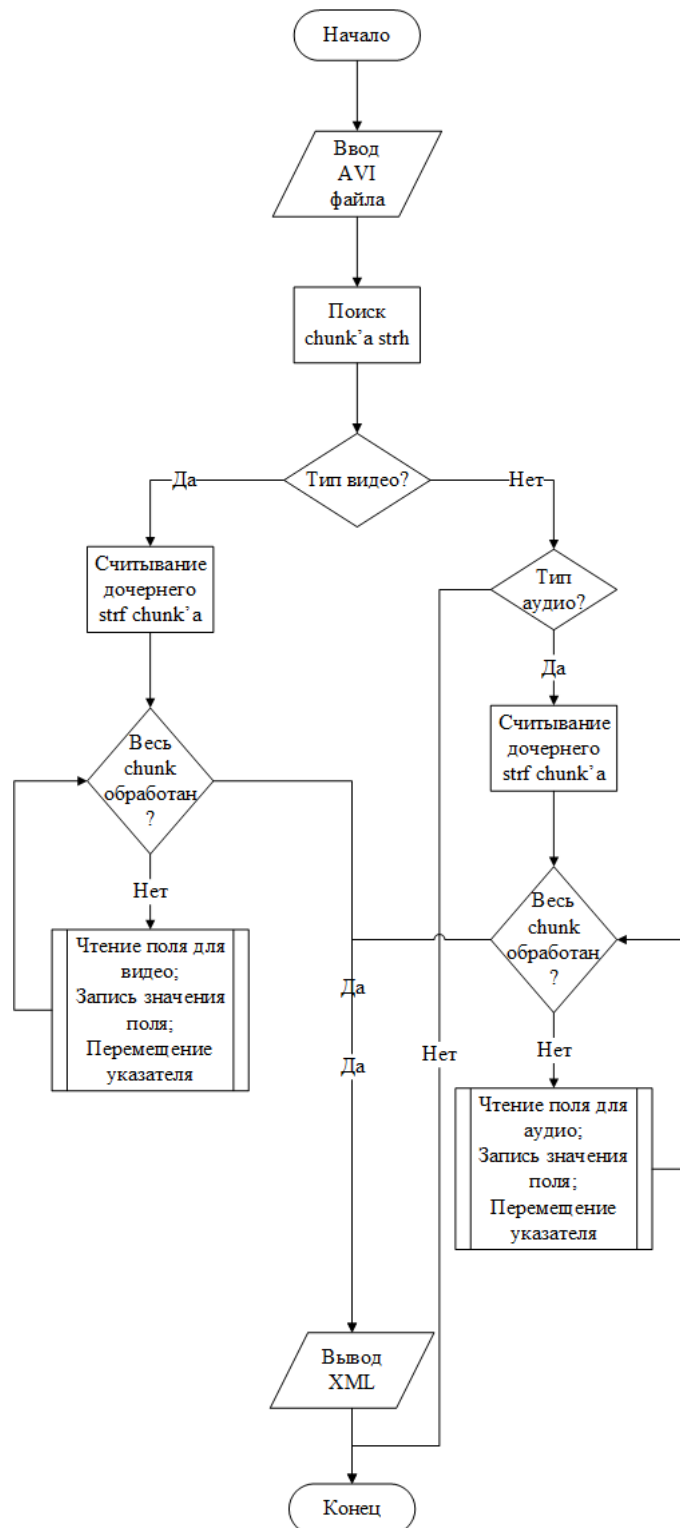 Начало
Ввод
AVI
файла
Поиск
chunk’а strh
Тип видео?
Да
Нет
Считывание
дочернего
strf chunk’а
Тип
аудио?
Да
Весь
chunk
обработан
?
Считывание
дочернего
strf chunk’а
Нет
Весь
chunk
обработан
?
Чтение поля для
видео;
Запись значения
поля;
Перемещение
указателя
Да
Да
Нет
Нет
Чтение поля для
аудио;
Запись значения
поля;
Перемещение
указателя
Вывод
XML
Конец